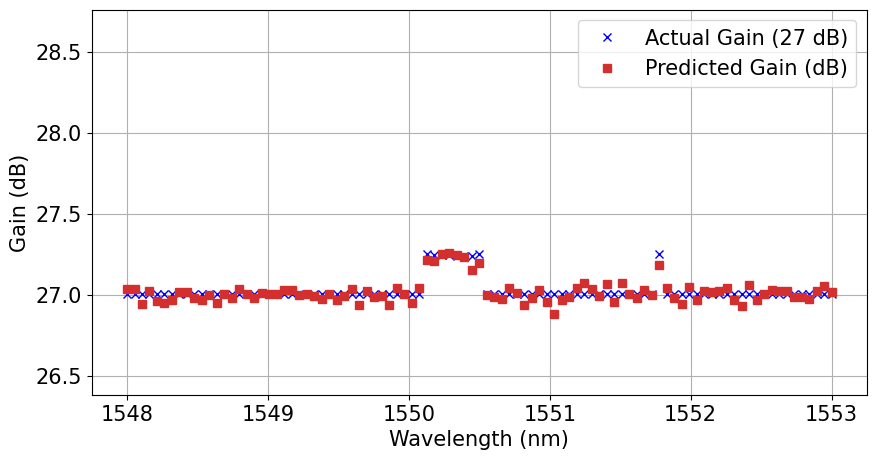 Actual Gain (27 dB)
Predicted Gain (dB)
Gain (dB)
28.5
28.0
27.5
27.0
26.5
1548 1549 1550 1551 1552 1553
Wavelength (nm)